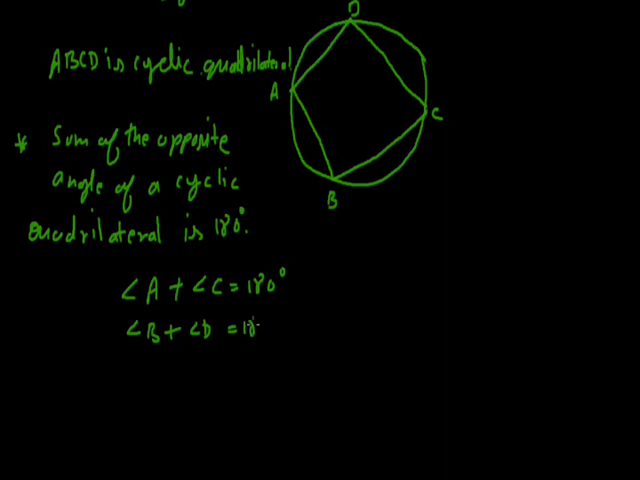 ABCD is cyclic quadrilateral
D
A
C
B
* Sum of the opposite
angle of a cyclic
quadrilateral is 180°.
∠A + ∠C = 180°
∠B + ∠D = 18